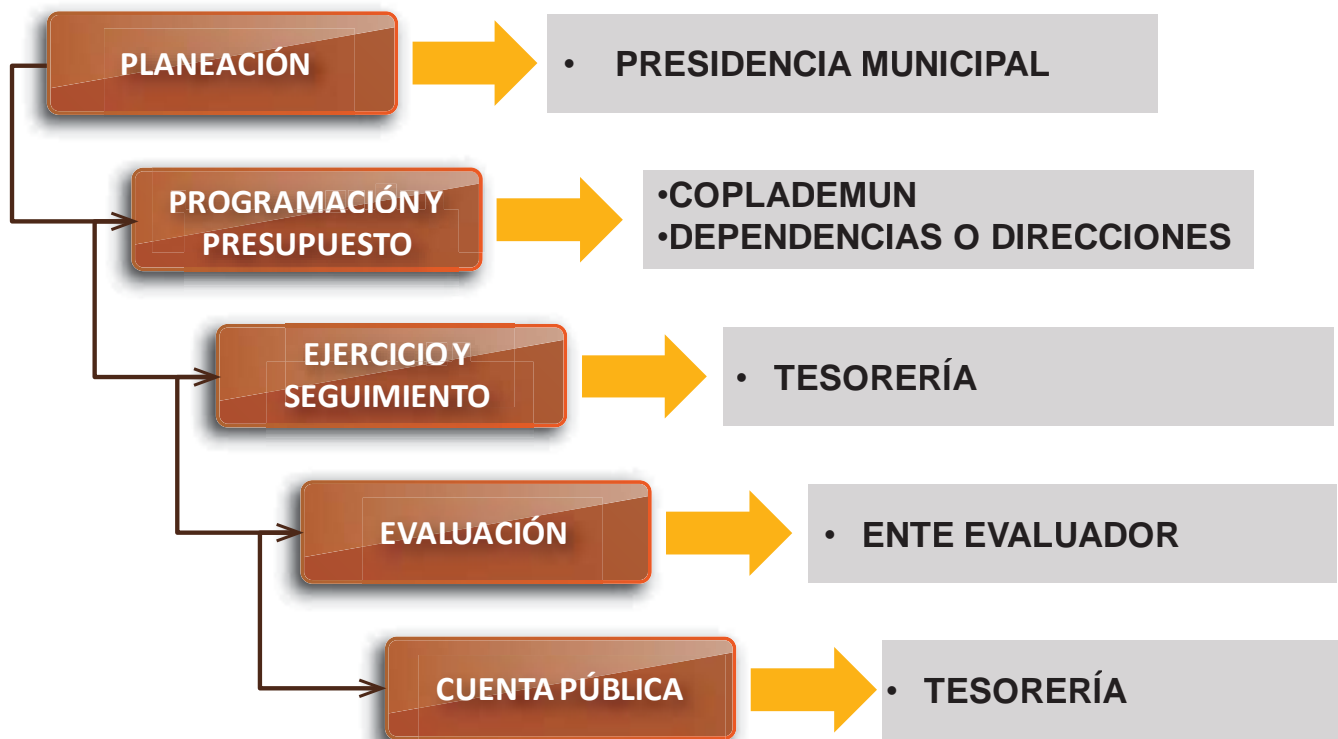 PLANEACIÓN
• PRESIDENCIA MUNICIPAL
PROGRAMACIÓN Y
PRESUPUESTO
•COPLADEMUN
•DEPENDENCIAS O DIRECCIONES
EJERCICIO Y
SEGUIMIENTO
• TESORERÍA
EVALUACIÓN
• ENTE EVALUADOR
CUENTA PÚBLICA
• TESORERÍA